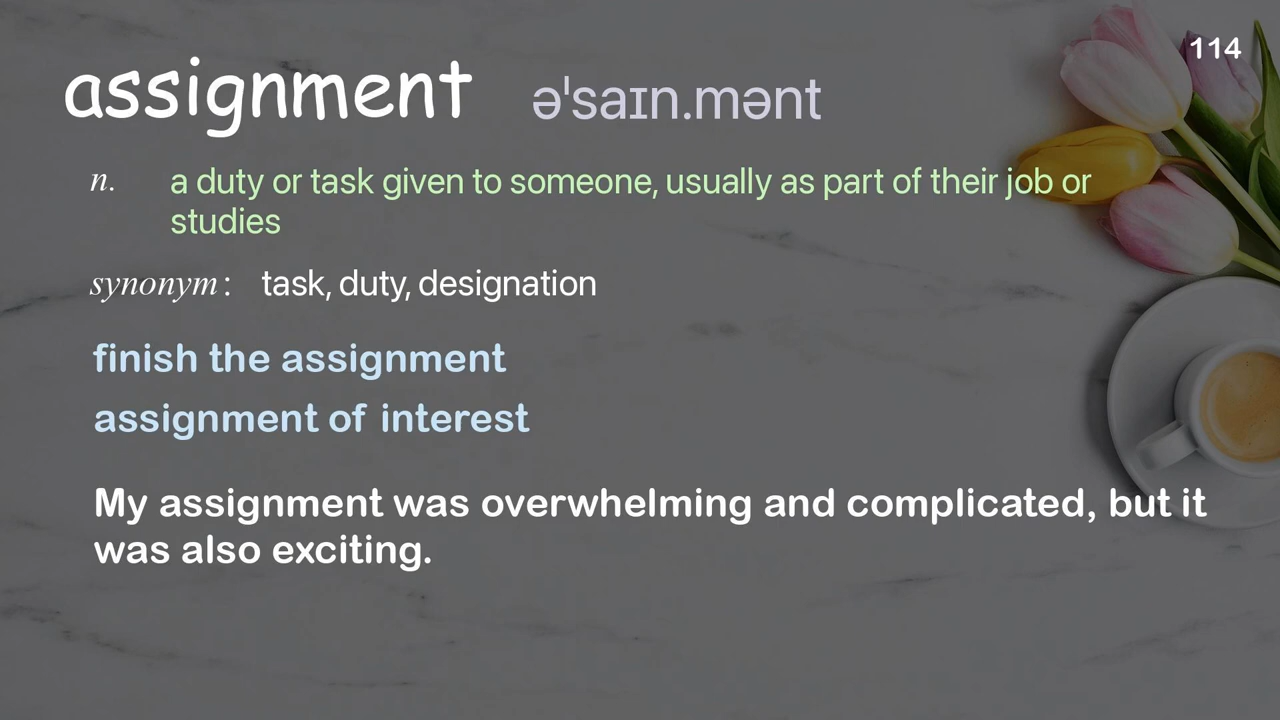 114
assignment əˈsaɪn.mənt
n. a duty or task given to someone, usually as part of their job or
studies
synonym: task, duty, designation
finish the assignment
assignment of interest
My assignment was overwhelming and complicated, but it
was also exciting.